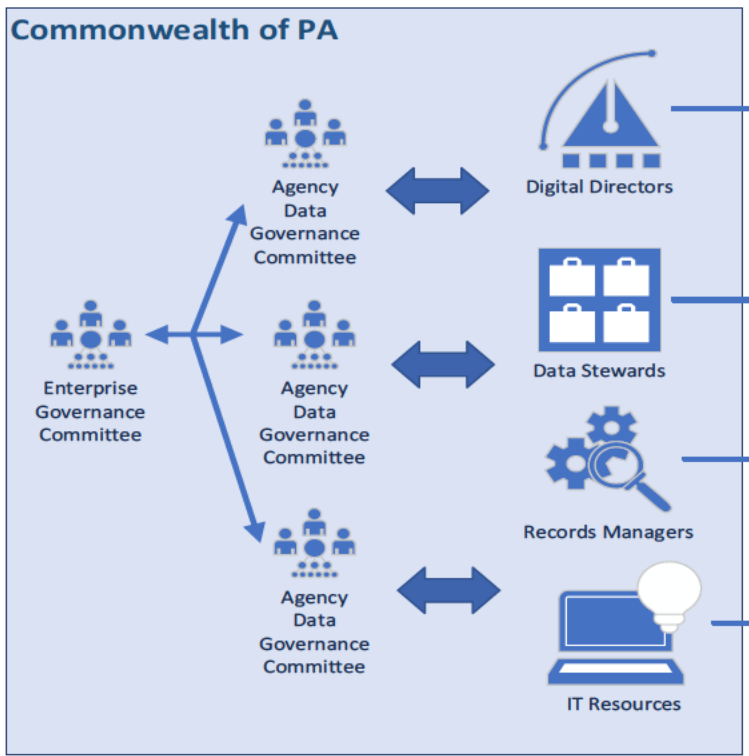 Commonwealth of PA
Agency
Data
Governance
Committee
Digital Directors
Enterprise
Governance
Committee
Agency
Data
Governance
Committee
Data Stewards
Records Managers
Agency
Data
Governance
Committee
IT Resources